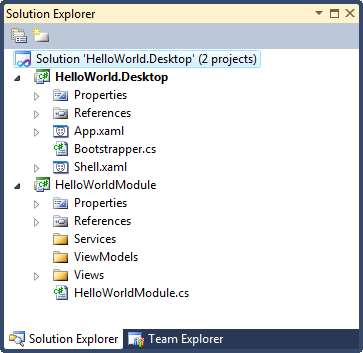 Solution Explorer
Solution 'HelloWorld.Desktop' (2 projects)
HelloWorld.Desktop
Properties
References
App.xaml
Bootstrapper.cs
Shell.xaml
HelloWorldModule
Properties
References
Services
ViewModels
Views
HelloWorldModule.cs
Solution Explorer Team Explorer